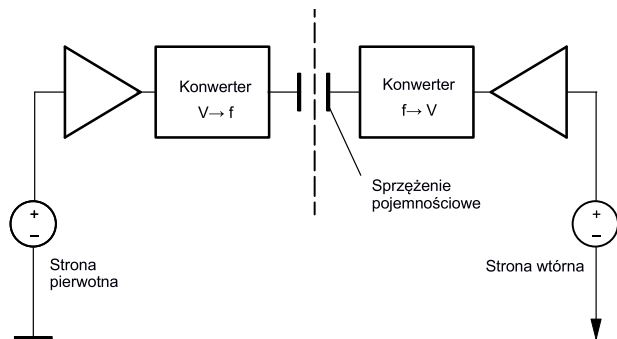 Konwerter
V→ f
Konwerter
f→ V
Sprzężenie
pojemnościowe
+
−
Strona
pierwotna
+
−
Strona wtórna